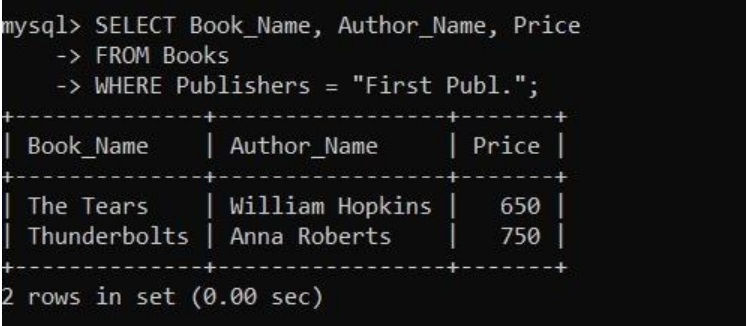 mysql> SELECT Book_Name, Author_Name, Price
    -> FROM Books
    -> WHERE Publishers = "First Publ.";
+--------------+-----------------+-------+
| Book_Name    | Author_Name     | Price |
+--------------+-----------------+-------+
| The Tears    | William Hopkins |   650 |
| Thunderbolts | Anna Roberts    |   750 |
+--------------+-----------------+-------+
2 rows in set (0.00 sec)